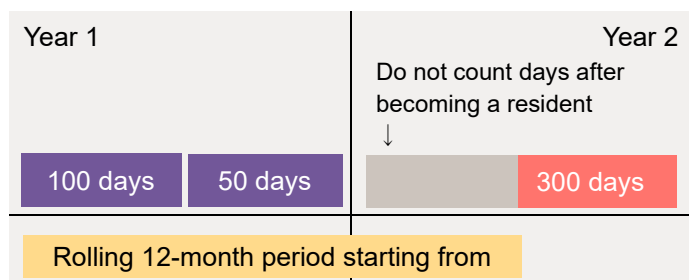 Year 1
Year 2
Do not count days after
becoming a resident
↓
100 days
50 days
300 days
Rolling 12-month period starting from